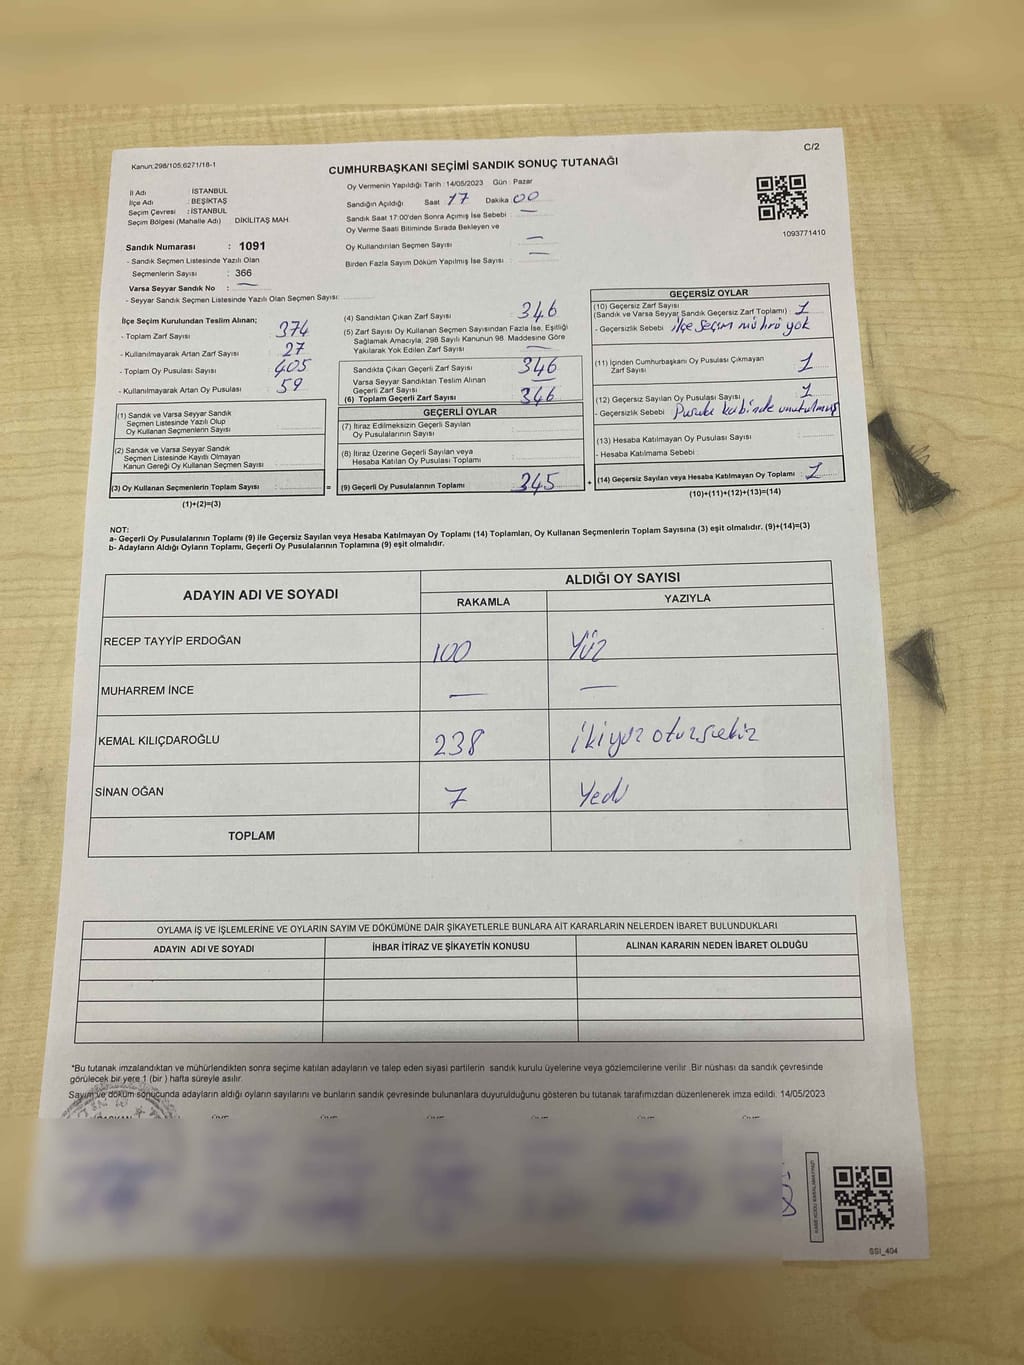 Kanun:298/105,6271/18-1
C/2
CUMHURBAŞKANI SEÇİMİ SANDIK SONUÇ TUTANAĞI
İl Adı : İSTANBUL
İlçe Adı : BEŞİKTAŞ
Seçim Çevresi : İSTANBUL
Seçim Bölgesi (Mahalle Adı) DİKİLİTAŞ MAH.
Oy Vermenin Yapıldığı Tarih : 14/05/2023 Gün : Pazar
Sandığın Açıldığı Saat : 17 Dakika 00
Sandık Saat 17:00'den Sonra Açımış İse Sebebi : —
Oy Verme Saati Bitiminde Sırada Bekleyen ve
Oy Kullandırılan Seçmen Sayısı : —
Birden Fazla Sayım Döküm Yapılmış İse Sayısı : —
1093771410
Sandık Numarası : 1091
- Sandık Seçmen Listesinde Yazılı Olan
Seçmenlerin Sayısı : 366
Varsa Seyyar Sandık No : —
- Seyyar Sandık Seçmen Listesinde Yazılı Olan Seçmen Sayısı:
İlçe Seçim Kurulundan Teslim Alınan;
- Toplam Zarf Sayısı : 374
- Kullanılmayarak Artan Zarf Sayısı : 27
- Toplam Oy Pusulası Sayısı : 405
- Kullanılmayarak Artan Oy Pusulası : 59
(1) Sandık ve Varsa Seyyar Sandık
Seçmen Listesinde Yazılı Olup
Oy Kullanan Seçmenlerin Sayısı :
(2) Sandık ve Varsa Seyyar Sandık
Seçmen Listesinde Kayıtlı Olmayan
Kanun Gereği Oy Kullanan Seçmen Sayısı :
(3) Oy Kullanan Seçmenlerin Toplam Sayısı :
=
(1)+(2)=(3)
(4) Sandıktan Çıkan Zarf Sayısı : 346
(5) Zarf Sayısı Oy Kullanan Seçmen Sayısından Fazla İse, Eşitliği
Sağlamak Amacıyla; 298 Sayılı Kanunun 98. Maddesine Göre
Yakılarak Yok Edilen Zarf Sayısı : —
Sandıkta Çıkan Geçerli Zarf Sayısı : 346
Varsa Seyyar Sandıktan Teslim Alınan
Geçerli Zarf Sayısı : —
(6) Toplam Geçerli Zarf Sayısı : 346
GEÇERLİ OYLAR
(7) İtiraz Edilmeksizin Geçerli Sayılan
Oy Pusulalarının Sayısı :
(8) İtiraz Üzerine Geçerli Sayılan veya
Hesaba Katılan Oy Pusulası Toplamı :
(9) Geçerli Oy Pusulalarının Toplamı : 345
+
GEÇERSİZ OYLAR
(10) Geçersiz Zarf Sayısı
(Sandık ve Varsa Seyyar Sandık Geçersiz Zarf Toplamı) : 1
- Geçersizlik Sebebi : ilçe seçim mührü yok
(11) İçinden Cumhurbaşkanı Oy Pusulası Çıkmayan
Zarf Sayısı : 1
(12) Geçersiz Sayılan Oy Pusulası Sayısı : 1
- Geçersizlik Sebebi : Pusula kabinde unutulmuş
(13) Hesaba Katılmayan Oy Pusulası Sayısı :
- Hesaba Katılmama Sebebi :
(14) Geçersiz Sayılan veya Hesaba Katılmayan Oy Toplamı : 1
(10)+(11)+(12)+(13)=(14)
NOT:
a- Geçerli Oy Pusulalarının Toplamı (9) ile Geçersiz Sayılan veya Hesaba Katılmayan Oy Toplamı (14) Toplamları, Oy Kullanan Seçmenlerin Toplam Sayısına (3) eşit olmalıdır. (9)+(14)=(3)
b- Adayların Aldığı Oyların Toplamı, Geçerli Oy Pusulalarının Toplamına (9) eşit olmalıdır.
ADAYIN ADI VE SOYADI
ALDIĞI OY SAYISI
RAKAMLA YAZIYLA
RECEP TAYYİP ERDOĞAN 100 Yüz
MUHARREM İNCE — —
KEMAL KILIÇDAROĞLU 238 ikiyüz otuzsekiz
SİNAN OĞAN 7 Yedi
TOPLAM
OYLAMA İŞ VE İŞLEMLERİNE VE OYLARIN SAYIM VE DÖKÜMÜNE DAİR ŞİKAYETLERLE BUNLARA AİT KARARLARIN NELERDEN İBARET BULUNDUKLARI
ADAYIN ADI VE SOYADI İHBAR İTİRAZ VE ŞİKAYETİN KONUSU ALINAN KARARIN NEDEN İBARET OLDUĞU
*Bu tutanak imzalandıktan ve mühürlendikten sonra seçime katılan adayların ve talep eden siyasi partilerin sandık kurulu üyelerine veya gözlemcilerine verilir. Bir nüshası da sandık çevresinde
görülecek bir yere 1 (bir ) hafta süreyle asılır.
Sayım ve döküm sonucunda adayların aldığı oyların sayılarını ve bunların sandık çevresinde bulunanlara duyurulduğunu gösteren bu tutanak tarafımızdan düzenlenerek imza edildi. 14/05/2023
SSI_404